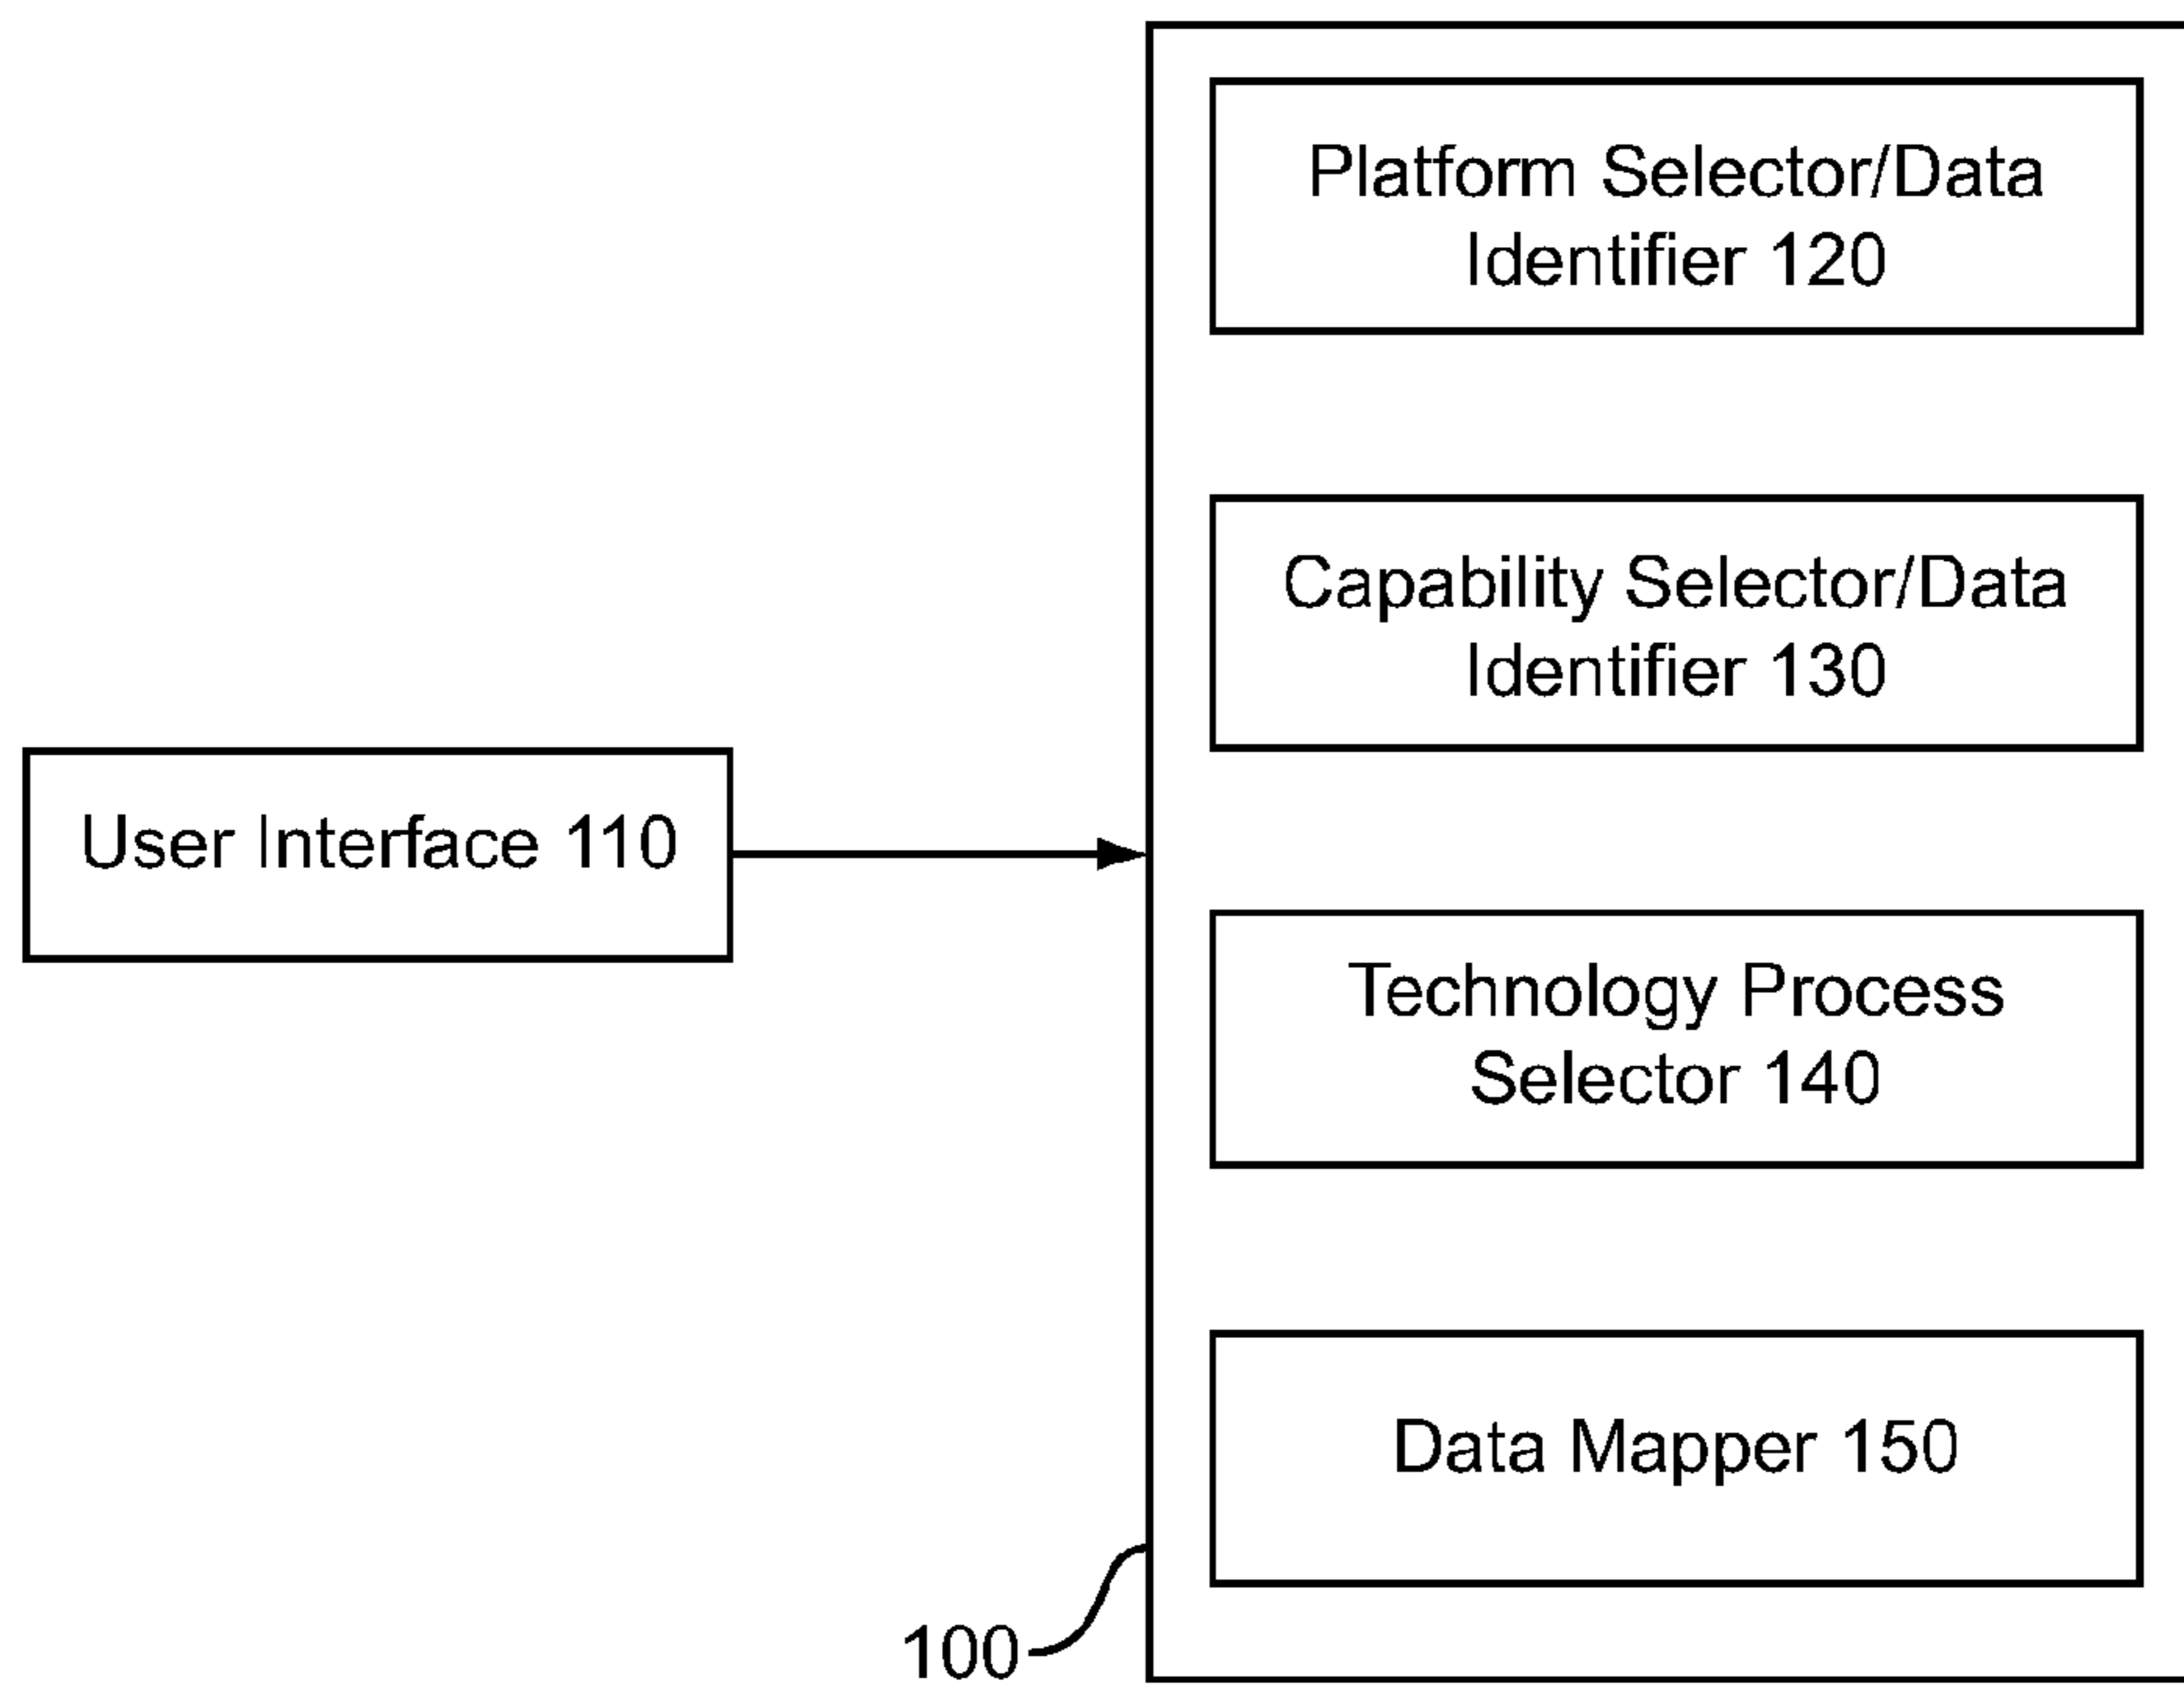 Platform Selector/Data
Identifier 120
Capability Selector/Data
Identifier 130
User Interface 110
Technology Process
Selector 140
Data Mapper 150
100